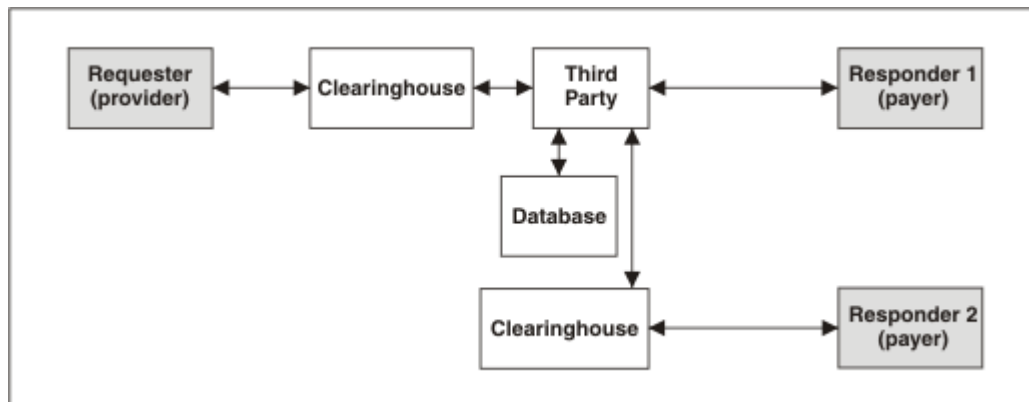 Requester
(provider)
Clearinghouse
Third
Party
Responder 1
(payer)
Database
Clearinghouse
Responder 2
(payer)